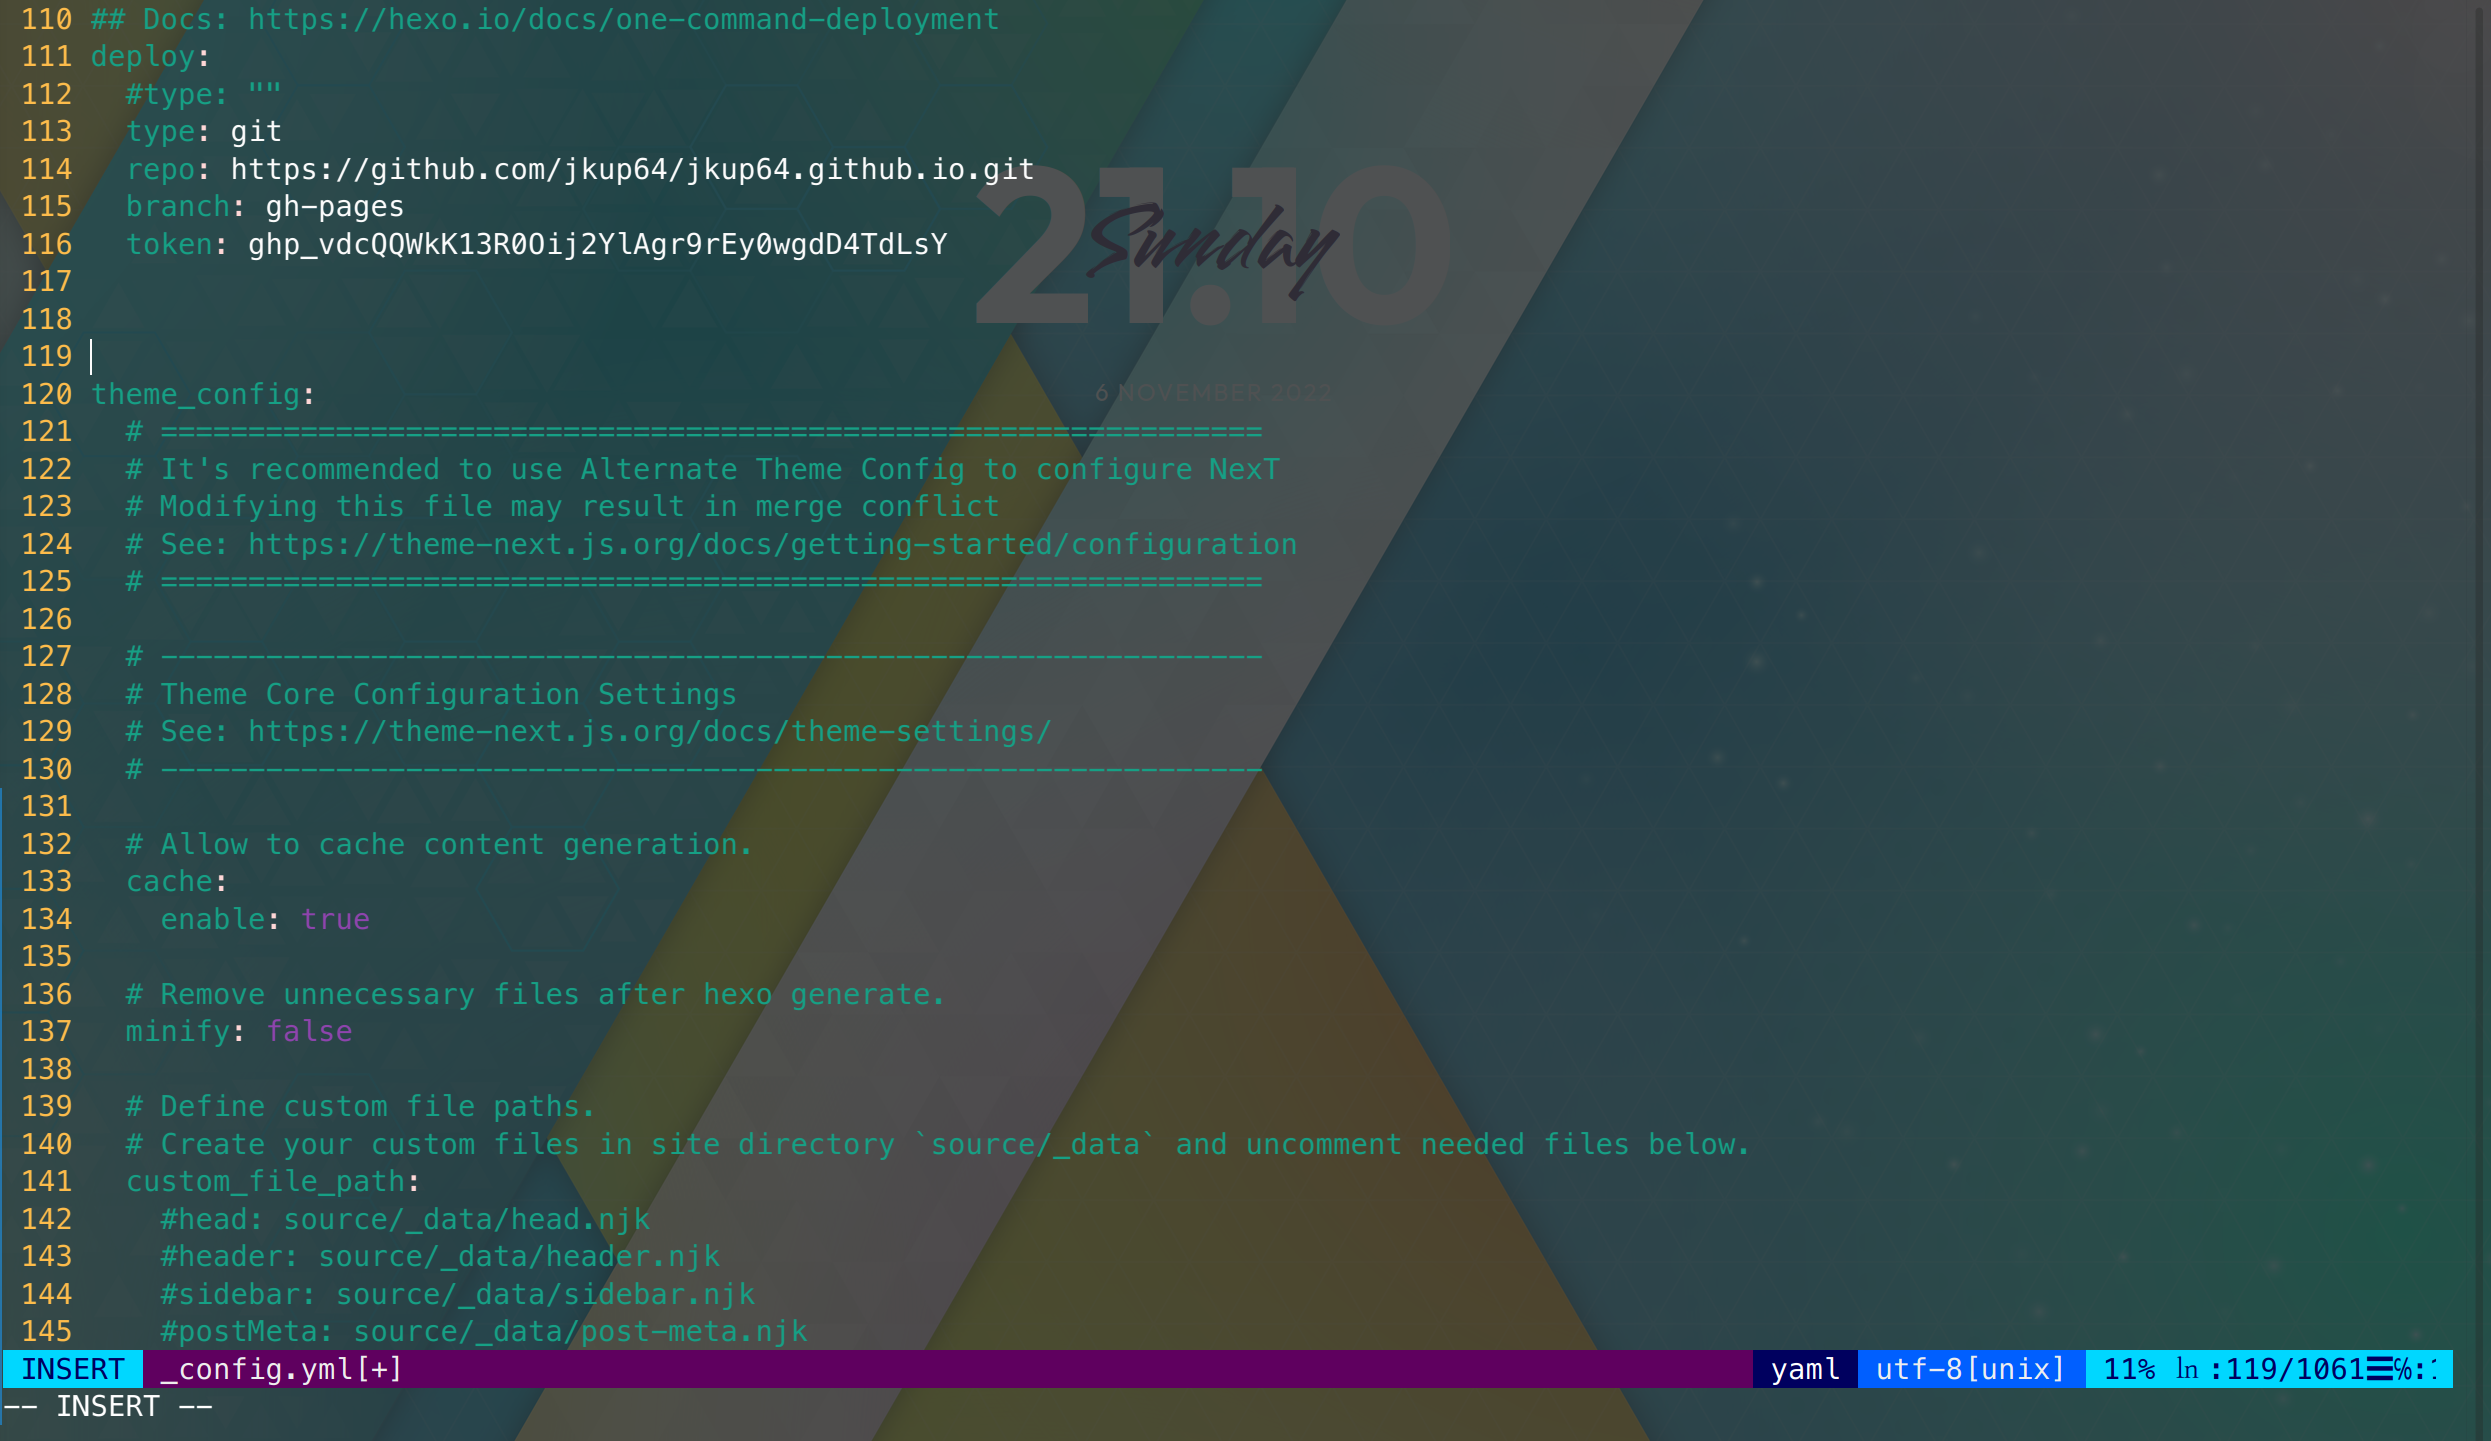 110 ## Docs: https://hexo.io/docs/one-command-deployment
111 deploy:
112   #type: ""
113   type: git
114   repo: https://github.com/jkup64/jkup64.github.io.git
115   branch: gh-pages
116   token: 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
117
118
119
120 theme_config:
121   # ===============================================================
122   # It's recommended to use Alternate Theme Config to configure NexT
123   # Modifying this file may result in merge conflict
124   # See: https://theme-next.js.org/docs/getting-started/configuration
125   # ===============================================================
126
127   # ---------------------------------------------------------------
128   # Theme Core Configuration Settings
129   # See: https://theme-next.js.org/docs/theme-settings/
130   # ---------------------------------------------------------------
131
132   # Allow to cache content generation.
133   cache:
134     enable: true
135
136   # Remove unnecessary files after hexo generate.
137   minify: false
138
139   # Define custom file paths.
140   # Create your custom files in site directory `source/_data` and uncomment needed files below.
141   custom_file_path:
142     #head: source/_data/head.njk
143     #header: source/_data/header.njk
144     #sidebar: source/_data/sidebar.njk
145     #postMeta: source/_data/post-meta.njk
INSERT _config.yml[+] yaml utf-8[unix] 11% ln :119/1061☰℅:1
-- INSERT --
21.10
Sunday
6 NOVEMBER 2022